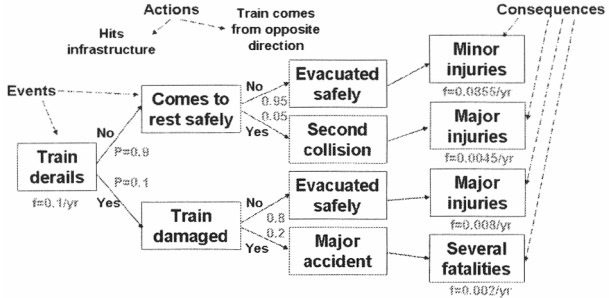 Actions
Consequences
Hits
infrastructure
Train comes
from opposite
direction
Events
Train
derails
f=0.1/yr
No
P=0.9
P=0.1
Yes
Comes to
rest safely
No
0.95
0.05
Yes
Evacuated
safely
Minor
injuries
f=0.0855/yr
Second
collision
Major
injuries
f=0.0045/yr
Train
damaged
No
0.8
0.2
Yes
Evacuated
safely
Major
injuries
f=0.008/yr
Major
accident
Several
fatalities
f=0.002/yr